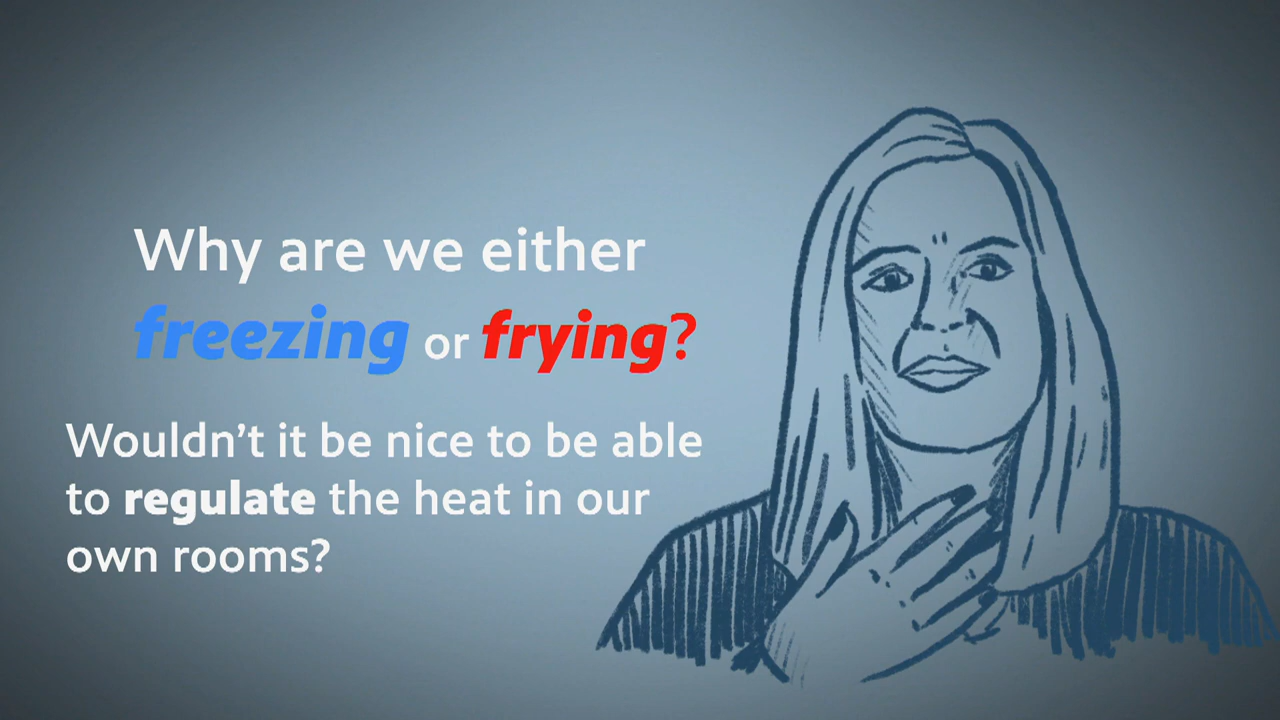 Why are we either
freezing or frying?
Wouldn’t it be nice to be able
to regulate the heat in our
own rooms?